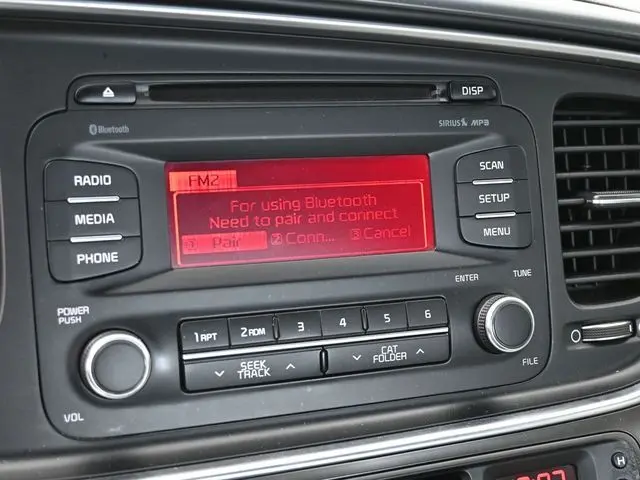 DISP
Bluetooth
SIRIUS MP3
RADIO
MEDIA
PHONE
FM2
For using Bluetooth
Need to pair and connect
1 Pair 2 Conn... 3 Cancel
SCAN
SETUP
MENU
POWER
PUSH
VOL
1 RPT
2 RDM
3
4
5
6
SEEK
TRACK
CAT
FOLDER
ENTER
TUNE
FILE
H